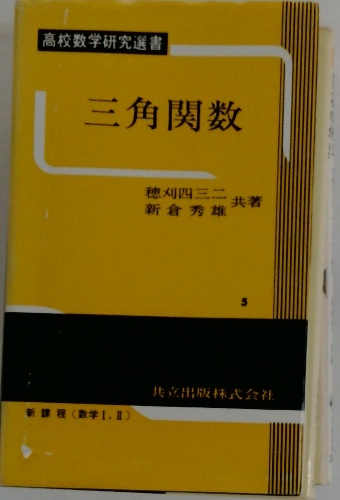 高校数学研究選書
三角関数
穂刈四三二
新倉秀雄 共著
5
共立出版株式会社
新課程（数学I,II）